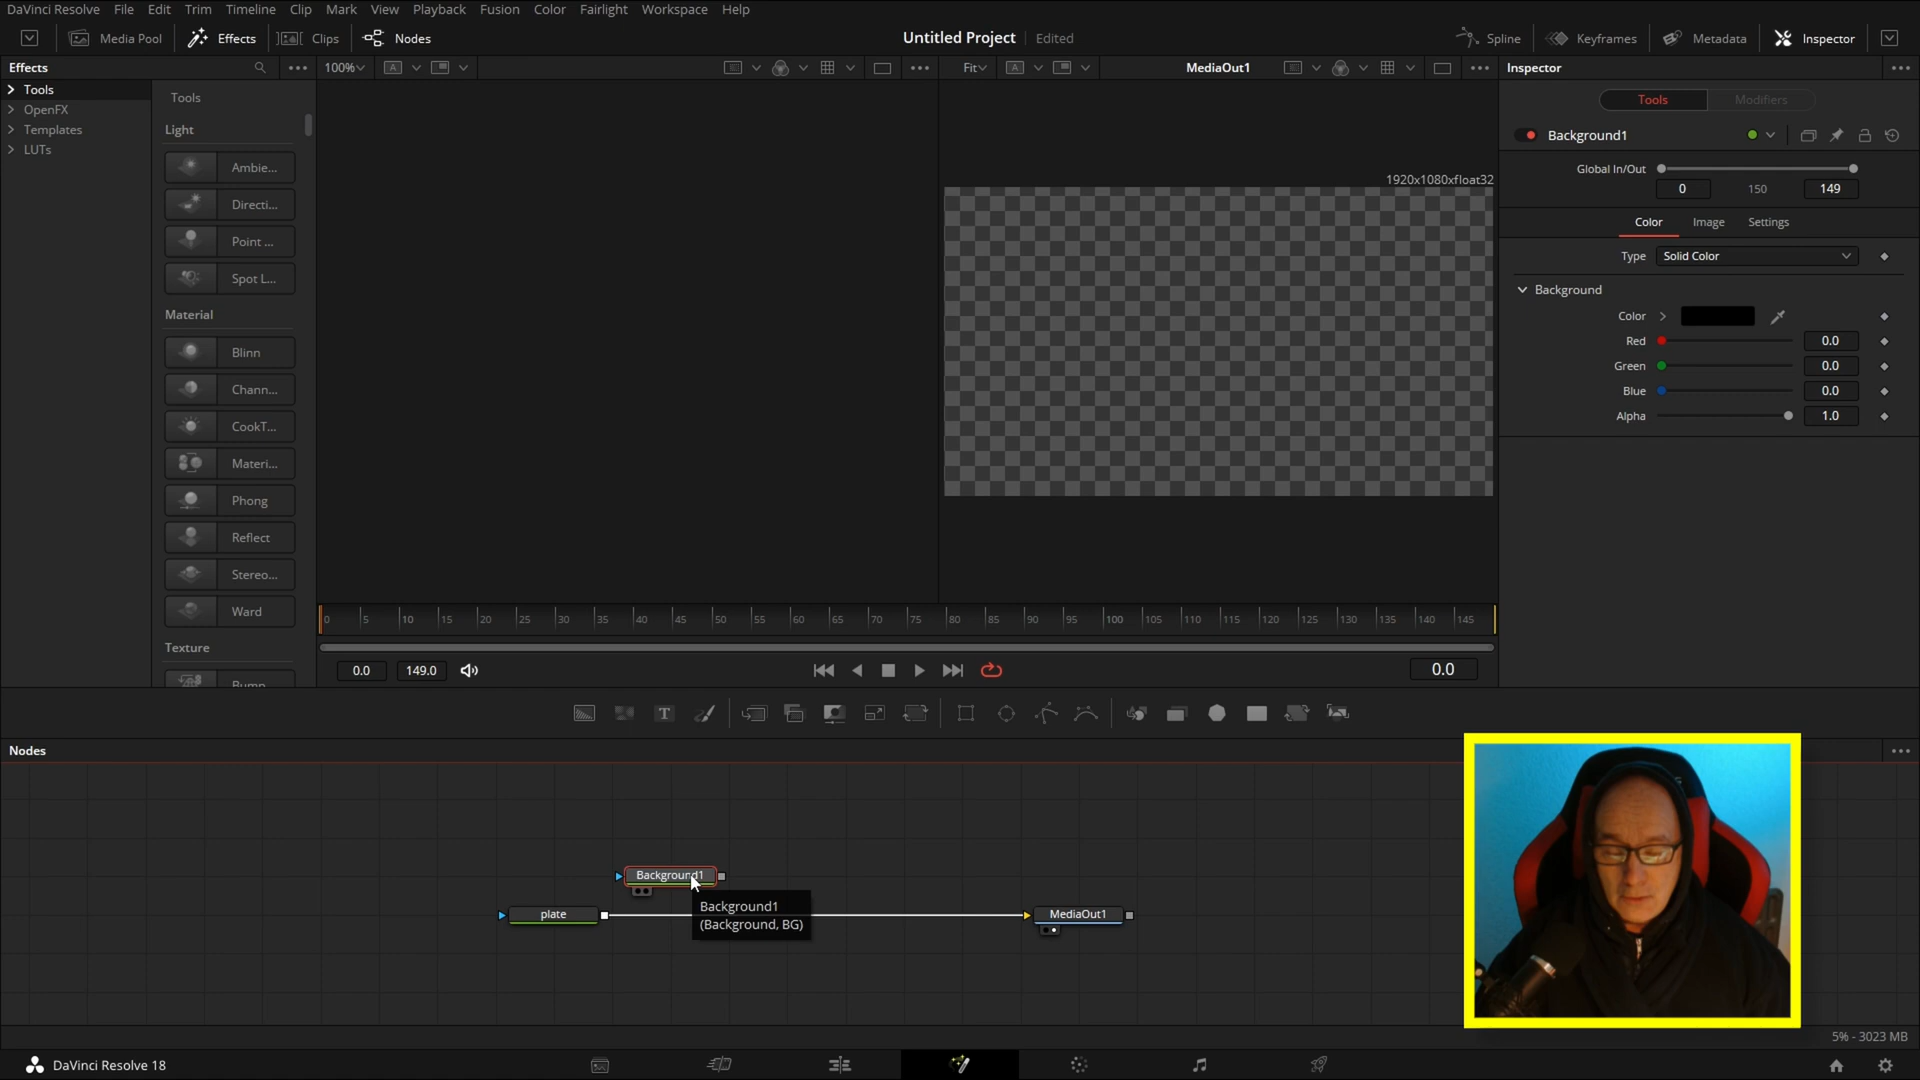 DaVinci Resolve File Edit Trim Timeline Clip Mark View Playback Fusion Color Fairlight Workspace Help
Media Pool Effects Clips Nodes Untitled Project Edited Spline Keyframes Metadata Inspector
Effects 100% Fit MediaOut1 Inspector
Tools
OpenFX
Templates
LUTs
Tools
Light
Ambie...
Directi...
Point ...
Spot L...
Material
Blinn
Chann...
CookT...
Materi...
Phong
Reflect
Stereo...
Ward
Texture
Bump
1920x1080xfloat32
Tools Modifiers
Background1
Global In/Out
0 150 149
Color Image Settings
Type Solid Color
Background
Color
Red 0.0
Green 0.0
Blue 0.0
Alpha 1.0
0 5 10 15 20 25 30 35 40 45 50 55 60 65 70 75 80 85 90 95 100 105 110 115 120 125 130 135 140 145
0.0 149.0 0.0
T
Nodes
Background1
plate
Background1
(Background, BG)
MediaOut1
5% - 3023 MB
DaVinci Resolve 18